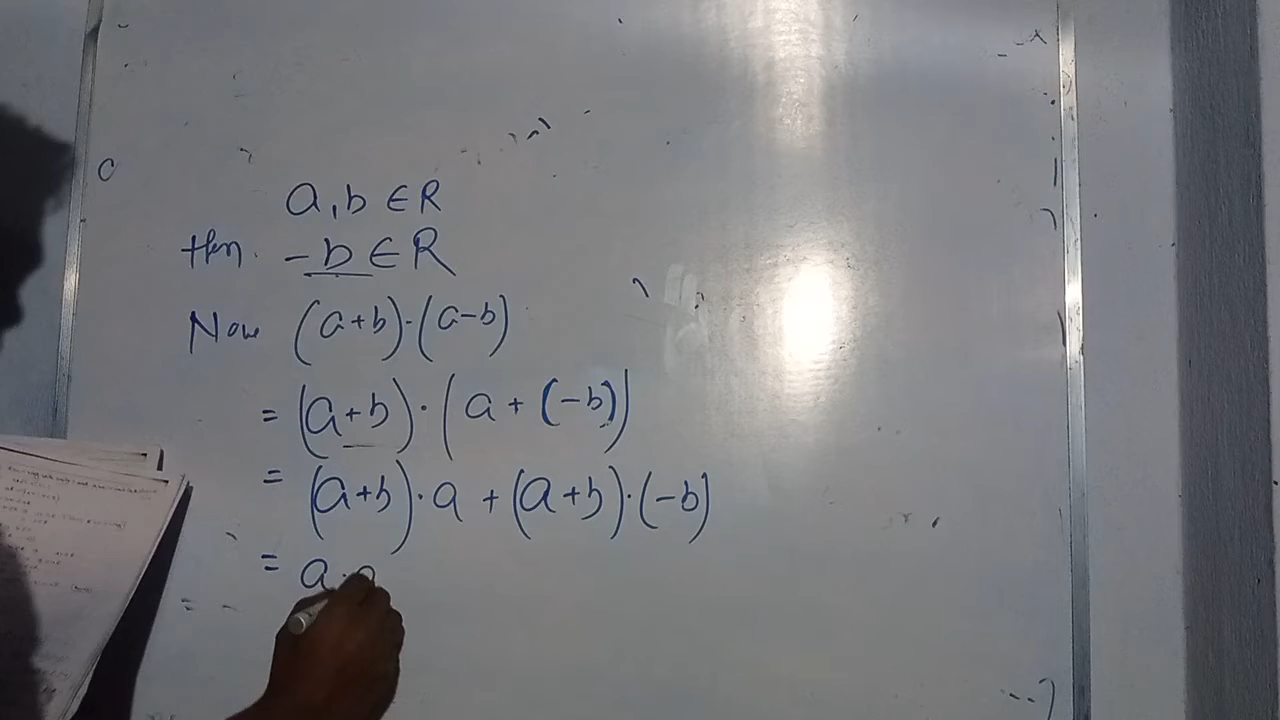 a, b ∈ R
then. -b ∈ R
Now (a+b)·(a-b)
= (a+b)·(a+(-b))
= (a+b)·a + (a+b)·(-b)
= a·a